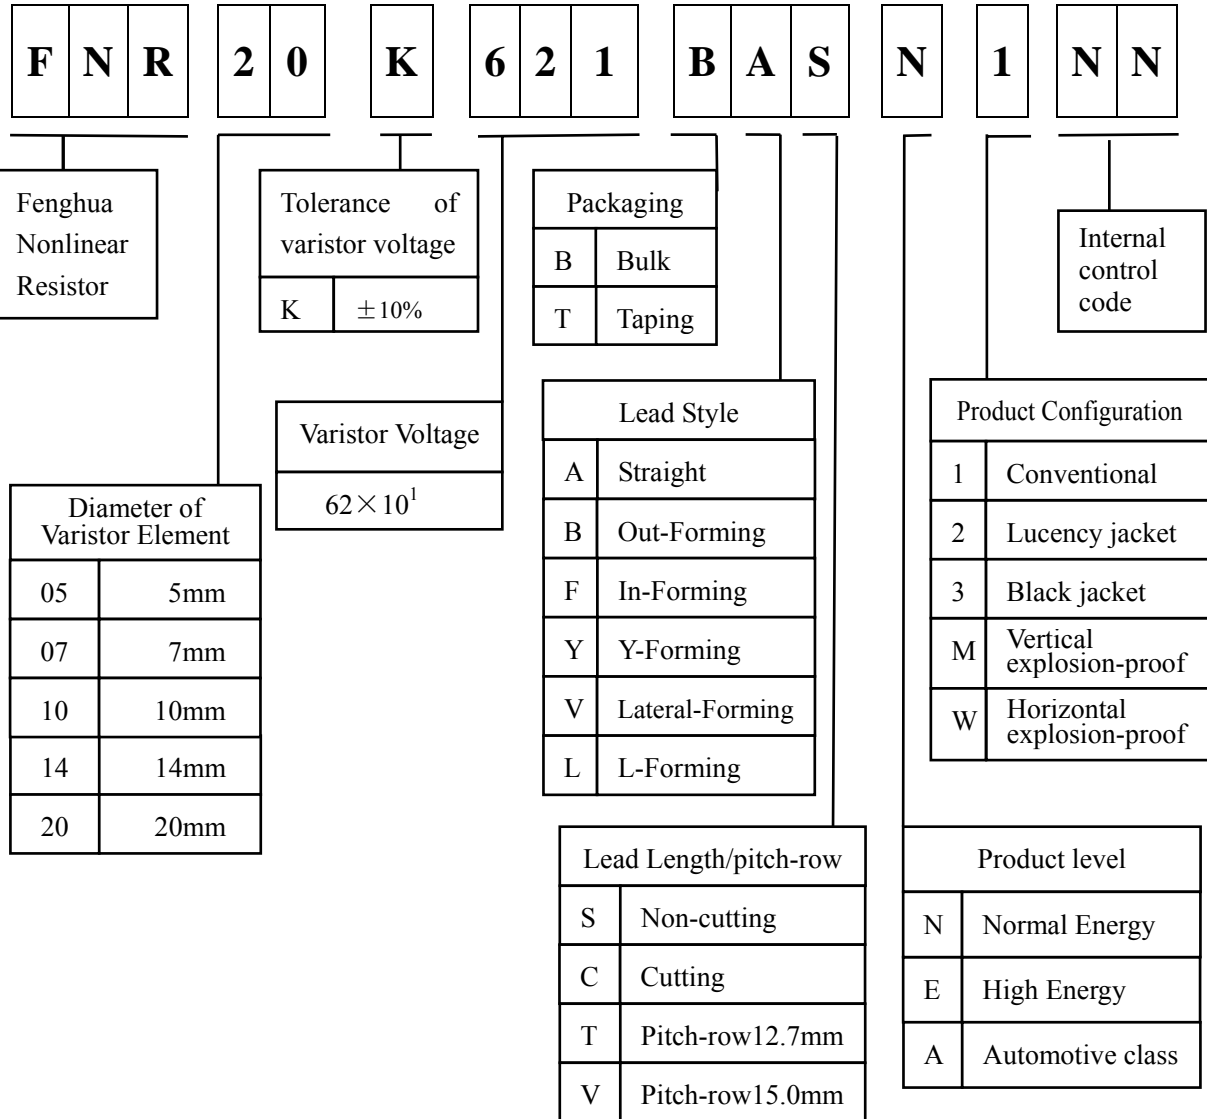 F N R 2 0 K 6 2 1 B A S N 1 N N
Fenghua
Nonlinear
Resistor
Tolerance of
varistor voltage
K ±10%
Packaging
B Bulk
T Taping
Internal
control
code
Varistor Voltage
62×10¹
Diameter of
Varistor Element
05 5mm
07 7mm
10 10mm
14 14mm
20 20mm
Lead Style
A Straight
B Out-Forming
F In-Forming
Y Y-Forming
V Lateral-Forming
L L-Forming
Product Configuration
1 Conventional
2 Lucency jacket
3 Black jacket
M Vertical
explosion-proof
W Horizontal
explosion-proof
Lead Length/pitch-row
S Non-cutting
C Cutting
T Pitch-row12.7mm
V Pitch-row15.0mm
Product level
N Normal Energy
E High Energy
A Automotive class